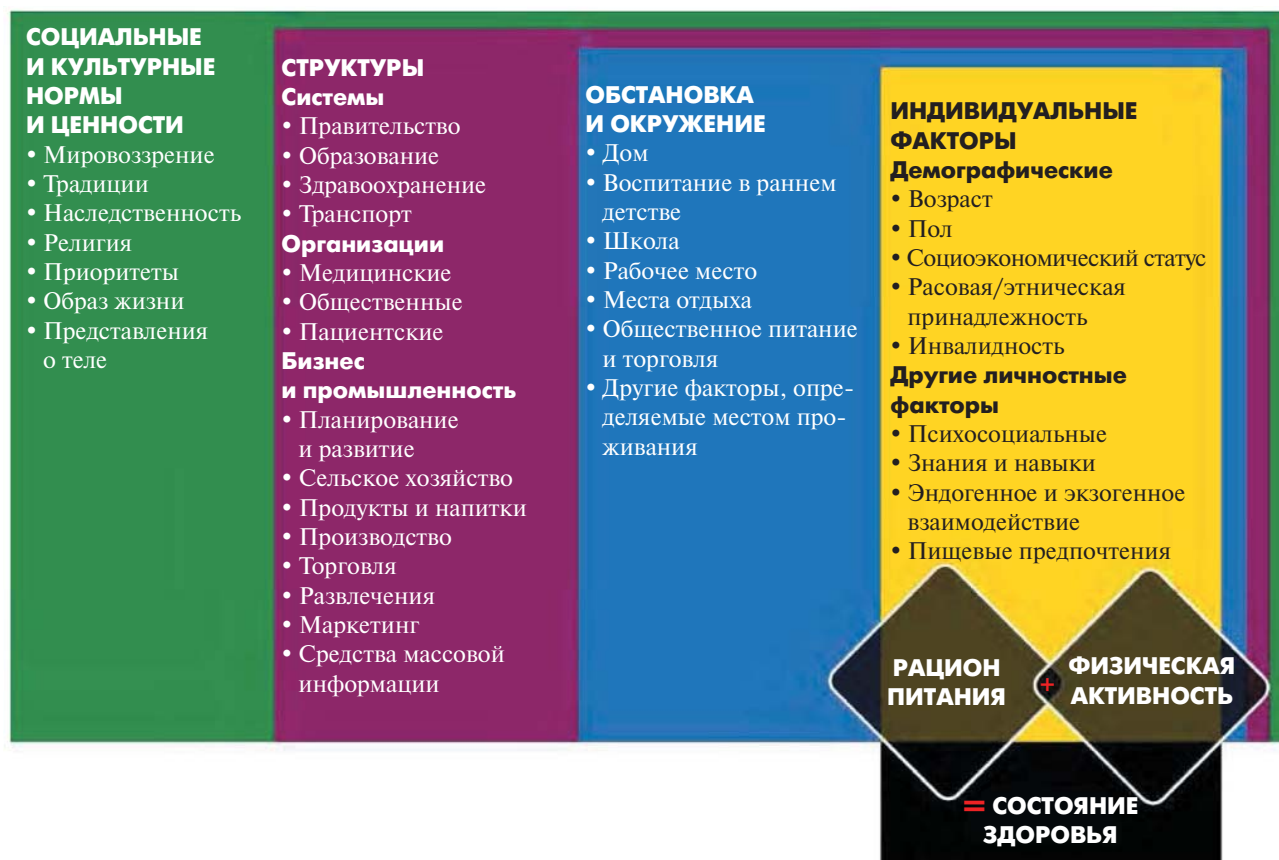 СОЦИАЛЬНЫЕ
И КУЛЬТУРНЫЕ
НОРМЫ
И ЦЕННОСТИ
• Мировоззрение
• Традиции
• Наследственность
• Религия
• Приоритеты
• Образ жизни
• Представления
о теле
СТРУКТУРЫ
Системы
• Правительство
• Образование
• Здравоохранение
• Транспорт
Организации
• Медицинские
• Общественные
• Пациентские
Бизнес
и промышленность
• Планирование
и развитие
• Сельское хозяйство
• Продукты и напитки
• Производство
• Торговля
• Развлечения
• Маркетинг
• Средства массовой
информации
ОБСТАНОВКА
И ОКРУЖЕНИЕ
• Дом
• Воспитание в раннем
детстве
• Школа
• Рабочее место
• Места отдыха
• Общественное питание
и торговля
• Другие факторы, опре-
деляемые местом про-
живания
ИНДИВИДУАЛЬНЫЕ
ФАКТОРЫ
Демографические
• Возраст
• Пол
• Социоэкономический статус
• Расовая/этническая
принадлежность
• Инвалидность
Другие личностные
факторы
• Психосоциальные
• Знания и навыки
• Эндогенное и экзогенное
взаимодействие
• Пищевые предпочтения
РАЦИОН
ПИТАНИЯ
+
ФИЗИЧЕСКАЯ
АКТИВНОСТЬ
= СОСТОЯНИЕ
ЗДОРОВЬЯ